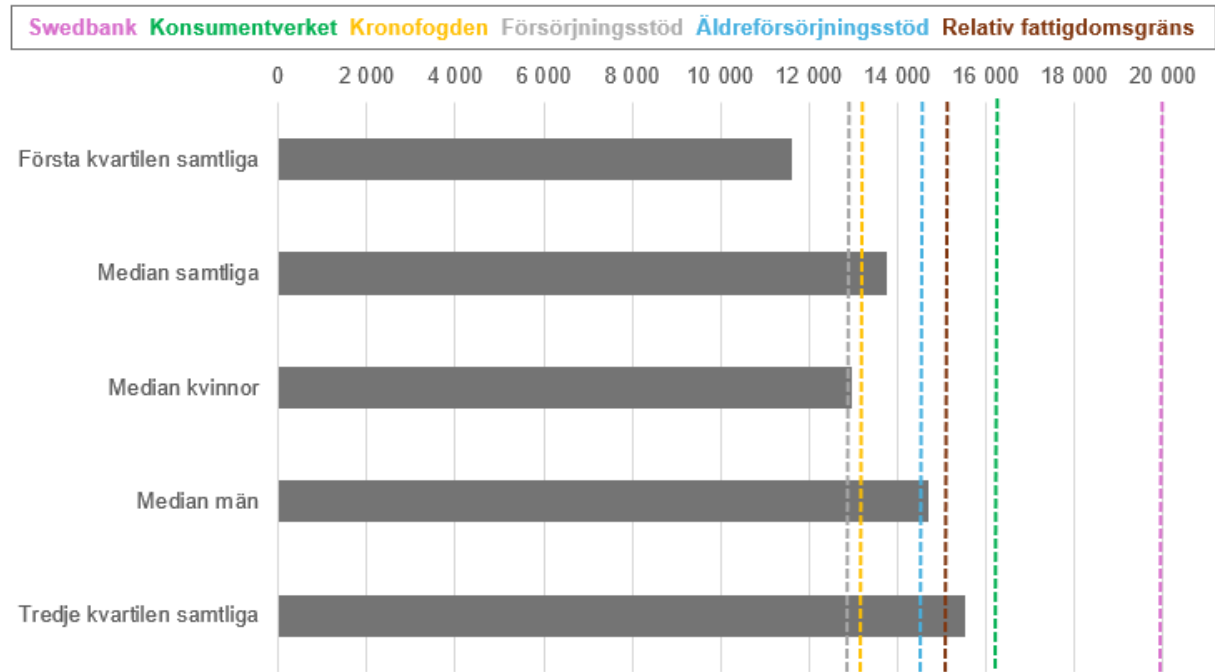 Swedbank Konsumentverket Kronofogden Försörjningsstöd Äldreförsörjningsstöd Relativ fattigdomsgräns
0 2 000 4 000 6 000 8 000 10 000 12 000 14 000 16 000 18 000 20 000
Första kvartilen samtliga
Median samtliga
Median kvinnor
Median män
Tredje kvartilen samtliga